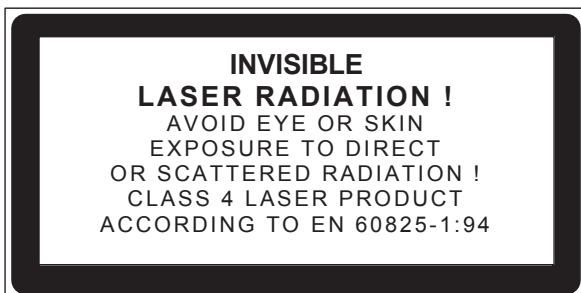 INVISIBLE
LASER RADIATION !
AVOID EYE OR SKIN
EXPOSURE TO DIRECT
OR SCATTERED RADIATION !
CLASS 4 LASER PRODUCT
ACCORDING TO EN 60825-1:94